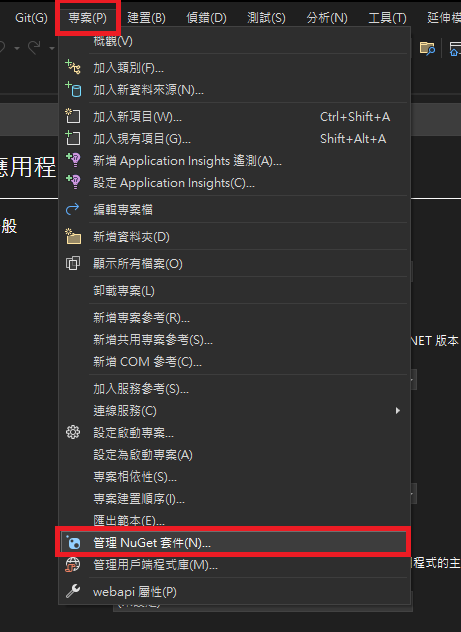 Git(G) 專案(P) 建置(B) 偵錯(D) 測試(S) 分析(N) 工具(T) 延伸模
概觀(V)
加入類別(F)...
加入新資料來源(N)...
加入新項目(W)... Ctrl+Shift+A
加入現有項目(G)... Shift+Alt+A
應用程
新增 Application Insights 遙測(A)...
設定 Application Insights(C)...
編輯專案檔
般
新增資料夾(D)
顯示所有檔案(O)
卸載專案(L)
新增專案參考(R)...
新增共用專案參考(S)...
NET 版本
新增 COM 參考(C)...
加入服務參考(S)...
連線服務(C)
設定啟動專案...
設定為啟動專案(A)
專案相依性(S)...
專案建置順序(I)...
匯出範本(E)...
管理 NuGet 套件(N)...
管理用戶端程式庫(M)...
程式的主
webapi 屬性(P)